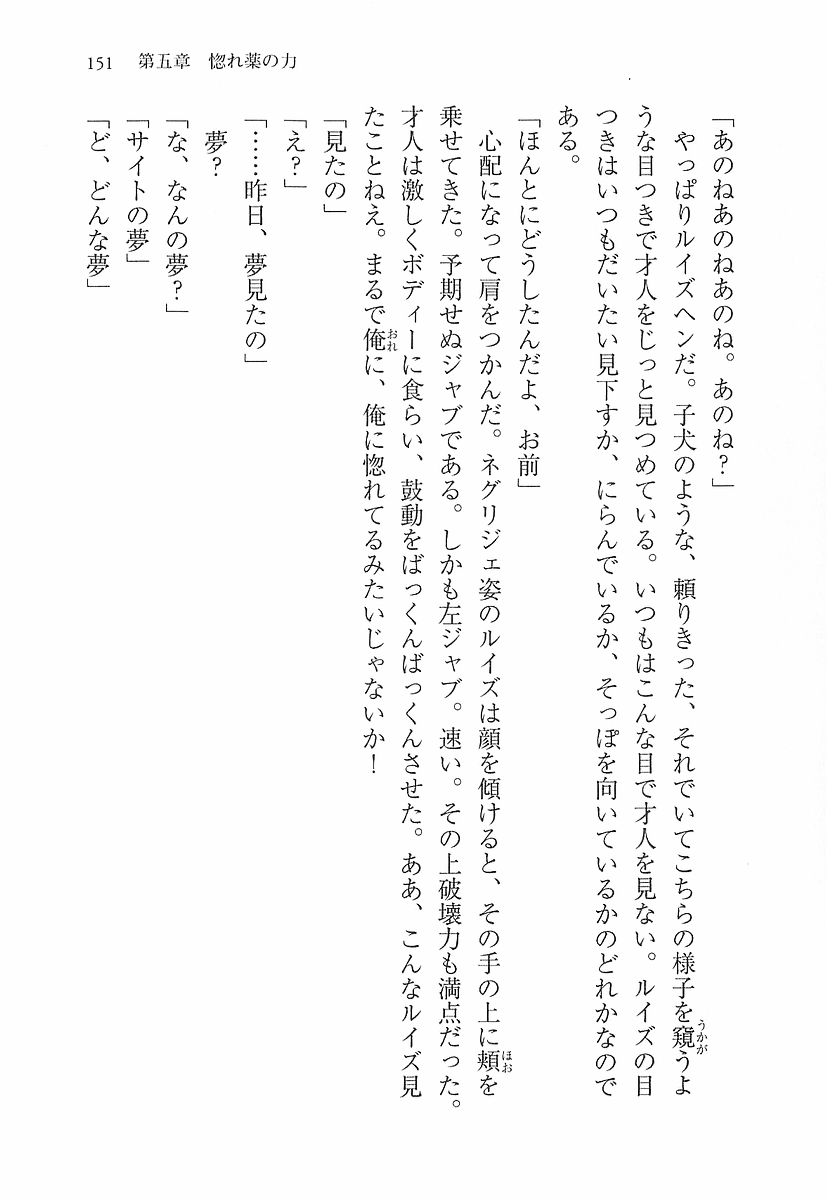 151　第五章　惚れ薬の力
「あのねあのねあのね。あのね？」
　やっぱりルイズヘンだ。子犬のような、頼りきった、それでいてこちらの様子を窺うよ
うな目つきで才人をじっと見つめている。いつもはこんな目で才人を見ない。ルイズの目
つきはいつもだいたい見下すか、にらんでいるか、そっぽを向いているかのどれかなので
ある。
「ほんとにどうしたんだよ、お前」
　心配になって肩をつかんだ。ネグリジェ姿のルイズは顔を傾けると、その手の上に頬を
乗せてきた。予期せぬジャブである。しかも左ジャブ。速い。その上破壊力も満点だった。
才人は激しくボディーに食らい、鼓動をばっくんばっくんさせた。ああ、こんなルイズ見
たことねえ。まるで俺に、俺に惚れてるみたいじゃないか！
「見たの」
「え？」
「……昨日、夢見たの」
　夢？
「な、なんの夢？」
「サイトの夢」
「ど、どんな夢」